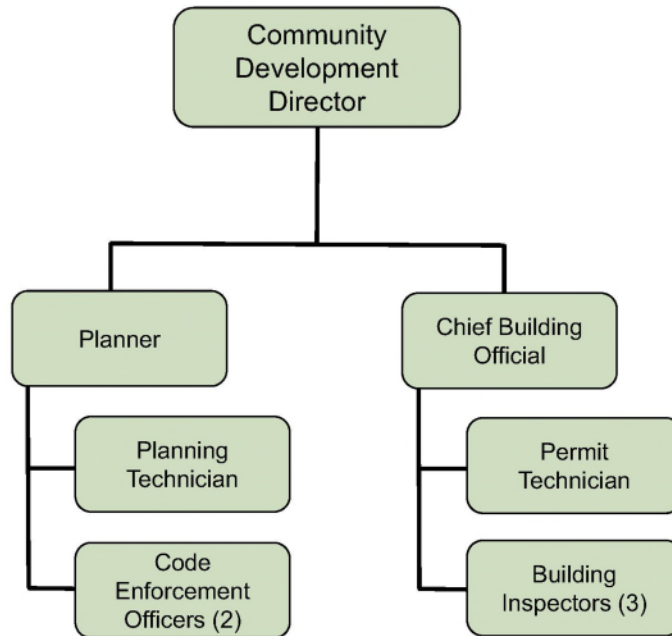 Community
Development
Director
Planner
Chief Building
Official
Planning
Technician
Permit
Technician
Code
Enforcement
Officers (2)
Building
Inspectors (3)